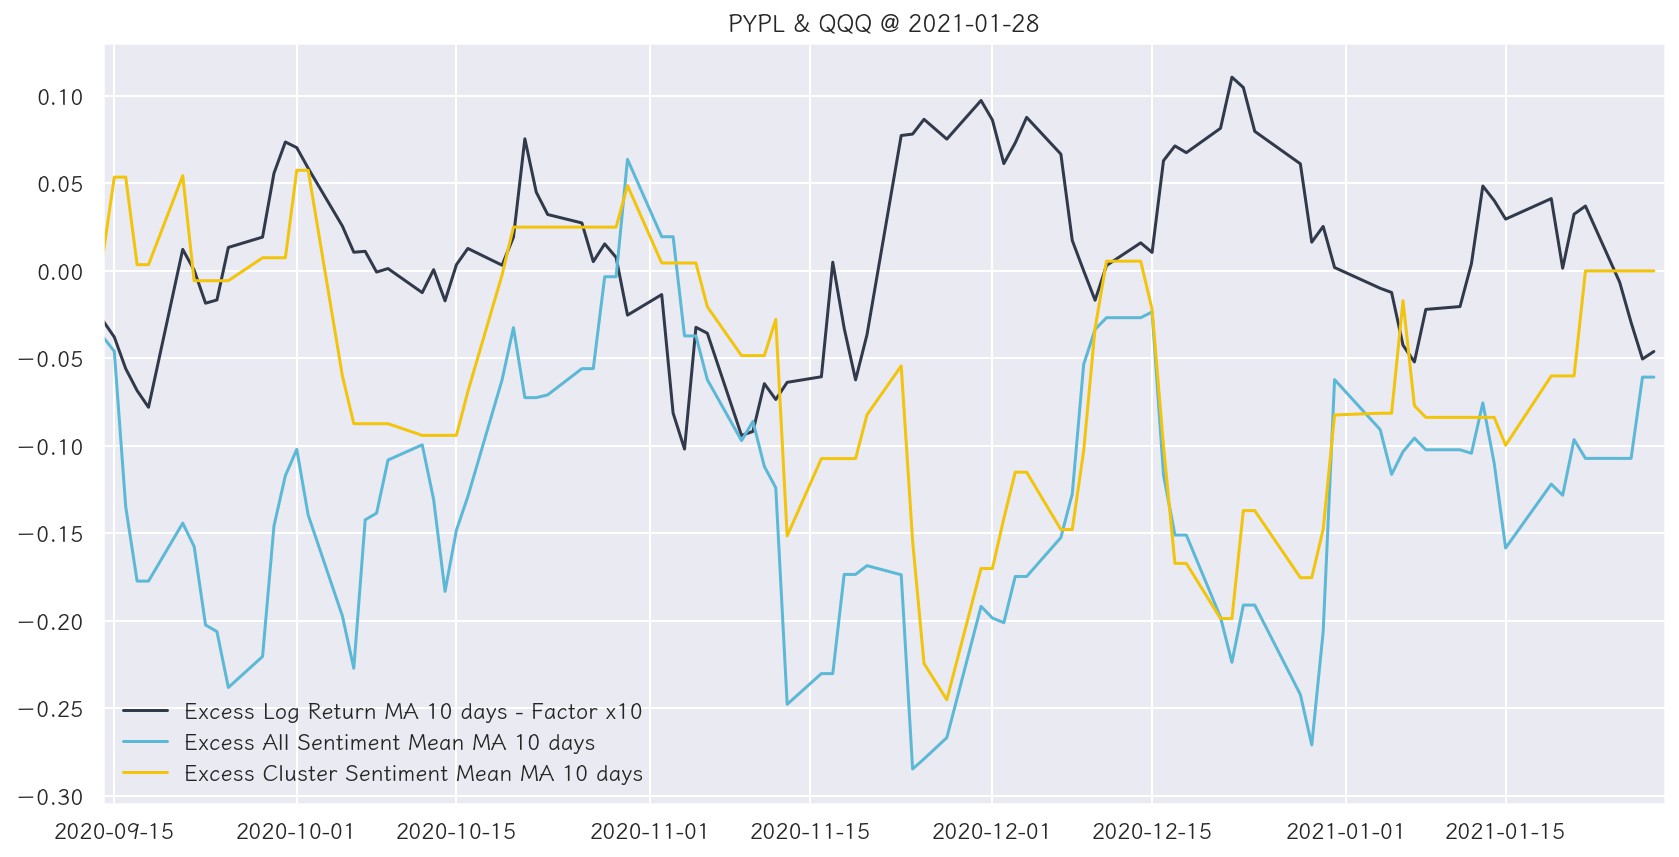 PYPL & QQQ @ 2021-01-28
0.10
0.05
0.00
−0.05
−0.10
−0.15
−0.20
−0.25
−0.30
Excess Log Return MA 10 days - Factor x10
Excess All Sentiment Mean MA 10 days
Excess Cluster Sentiment Mean MA 10 days
2020-09-15 2020-10-01 2020-10-15 2020-11-01 2020-11-15 2020-12-01 2020-12-15 2021-01-01 2021-01-15